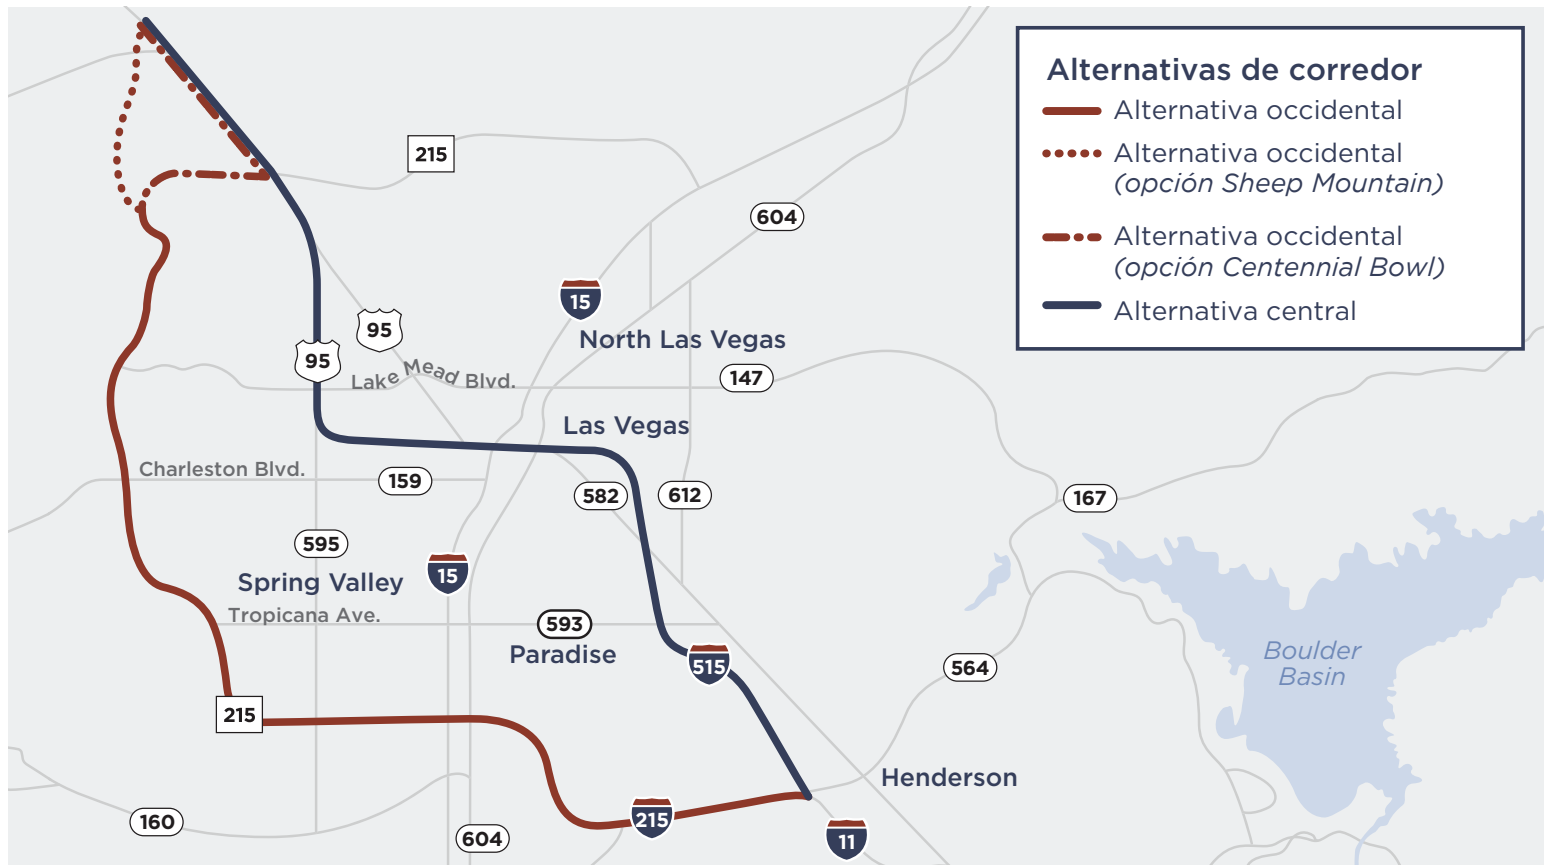 Alternativas de corredor
Alternativa occidental
Alternativa occidental
(opción Sheep Mountain)
Alternativa occidental
(opción Centennial Bowl)
Alternativa central
215
604
15
North Las Vegas
95
95
Lake Mead Blvd.
147
Las Vegas
Charleston Blvd.
159
582
612
167
595
Spring Valley
15
Tropicana Ave.
593
Paradise
515
564
Boulder
Basin
215
Henderson
160
604
215
11